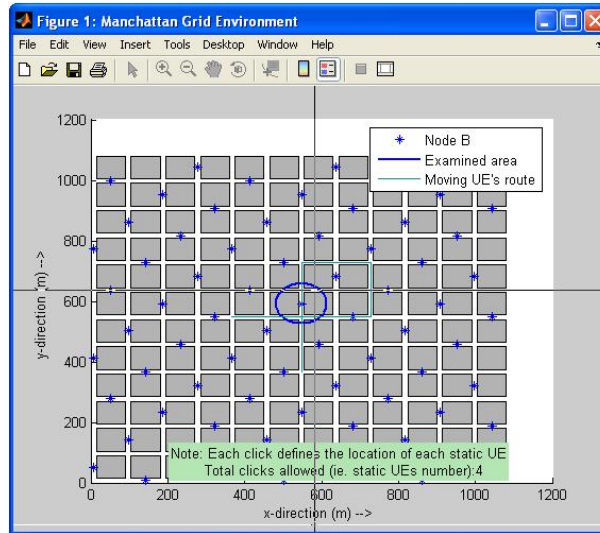 Figure 1: Manchattan Grid Environment
File Edit View Insert Tools Desktop Window Help
1200
1000
800
600
400
200
0
y-direction (m) -->
Node B
Examined area
Moving UE's route
Note: Each click defines the location of each static UE
Total clicks allowed (ie. static UEs number):4
0 200 400 600 800 1000 1200
x-direction (m) -->